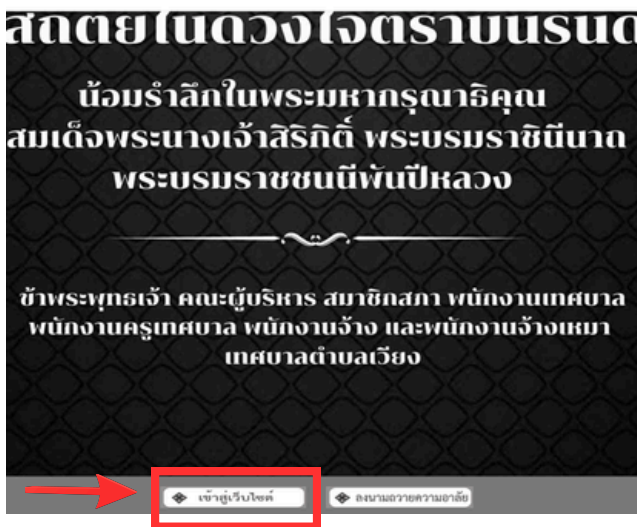 สถิตย์ในดวงใจตราบนิรันด
น้อมรำลึกในพระมหากรุณาธิคุณ
สมเด็จพระนางเจ้าสิริกิติ์ พระบรมราชินีนาถ
พระบรมราชชนนีพันปีหลวง
ข้าพระพุทธเจ้า คณะผู้บริหาร สมาชิกสภา พนักงานเทศบาล
พนักงานครูเทศบาล พนักงานจ้าง และพนักงานจ้างเหมา
เทศบาลตำบลเวียง
เข้าสู่เว็บไซต์ ลงนามถวายความอาลัย